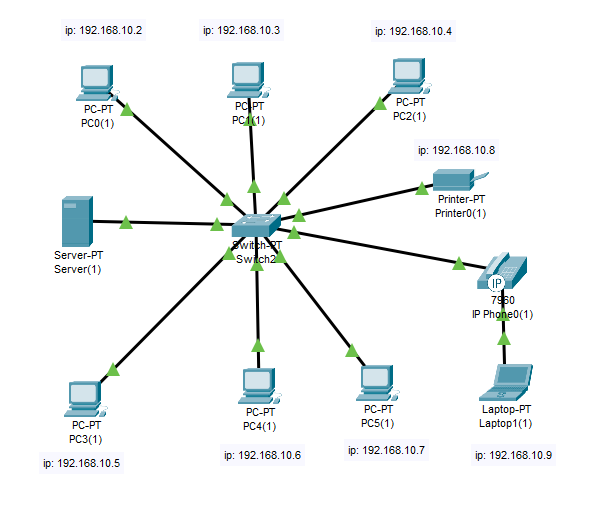 ip: 192.168.10.2
ip: 192.168.10.3
ip: 192.168.10.4
PC-PT
PC0(1)
PC-PT
PC1(1)
PC-PT
PC2(1)
ip: 192.168.10.8
Printer-PT
Printer0(1)
Server-PT
Server(1)
Switch-PT
Switch2
IP
7960
IP Phone0(1)
PC-PT
PC3(1)
PC-PT
PC4(1)
PC-PT
PC5(1)
Laptop-PT
Laptop1(1)
ip: 192.168.10.5
ip: 192.168.10.6
ip: 192.168.10.7
ip: 192.168.10.9